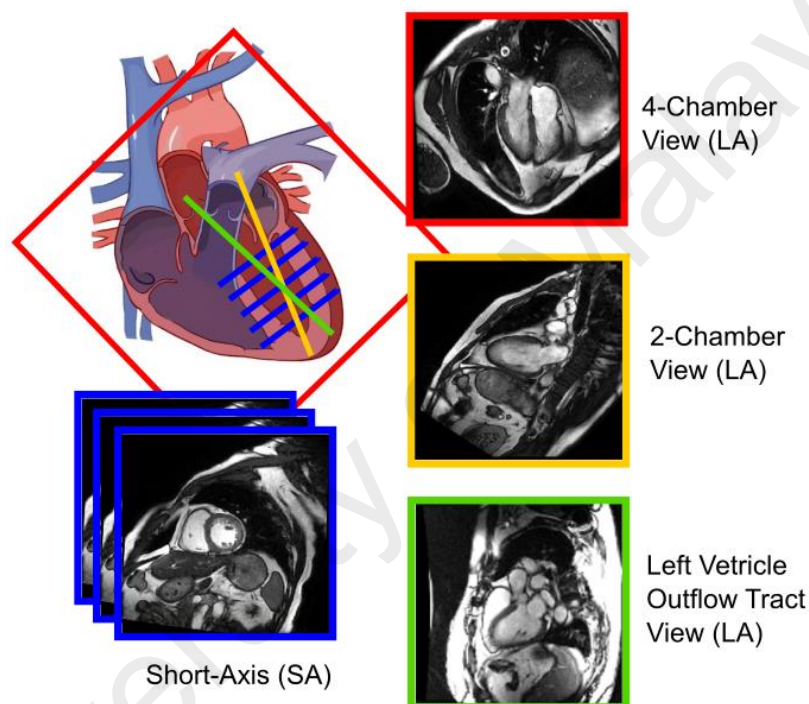 4-Chamber
View (LA)
2-Chamber
View (LA)
Left Vetricle
Outflow Tract
View (LA)
Short-Axis (SA)